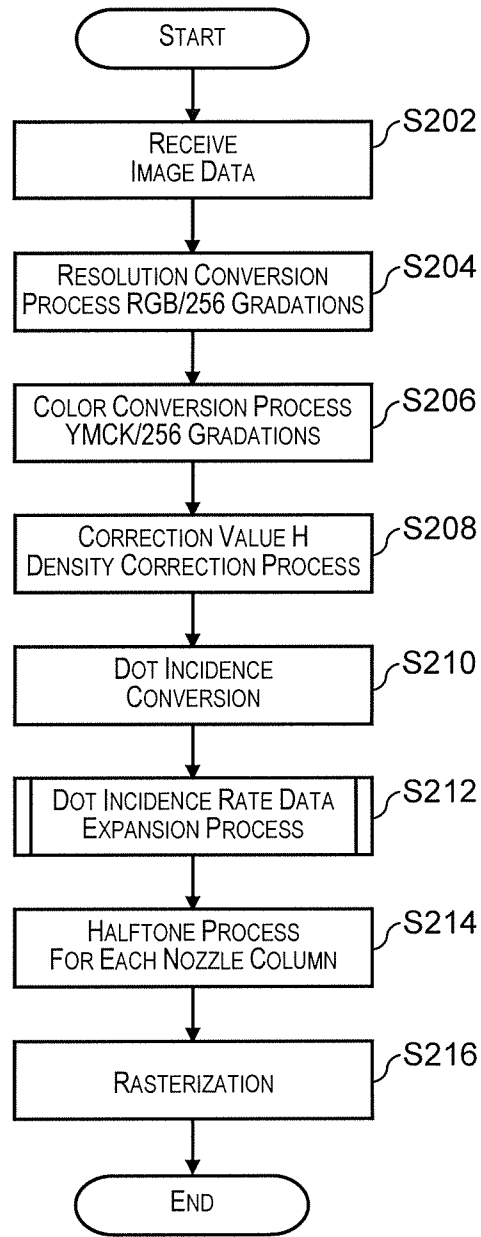 START
S202
RECEIVE
IMAGE DATA
S204
RESOLUTION CONVERSION
PROCESS RGB/256 GRADATIONS
S206
COLOR CONVERSION PROCESS
YMCK/256 GRADATIONS
S208
CORRECTION VALUE H
DENSITY CORRECTION PROCESS
S210
DOT INCIDENCE
CONVERSION
S212
DOT INCIDENCE RATE DATA
EXPANSION PROCESS
S214
HALFTONE PROCESS
FOR EACH NOZZLE COLUMN
S216
RASTERIZATION
END